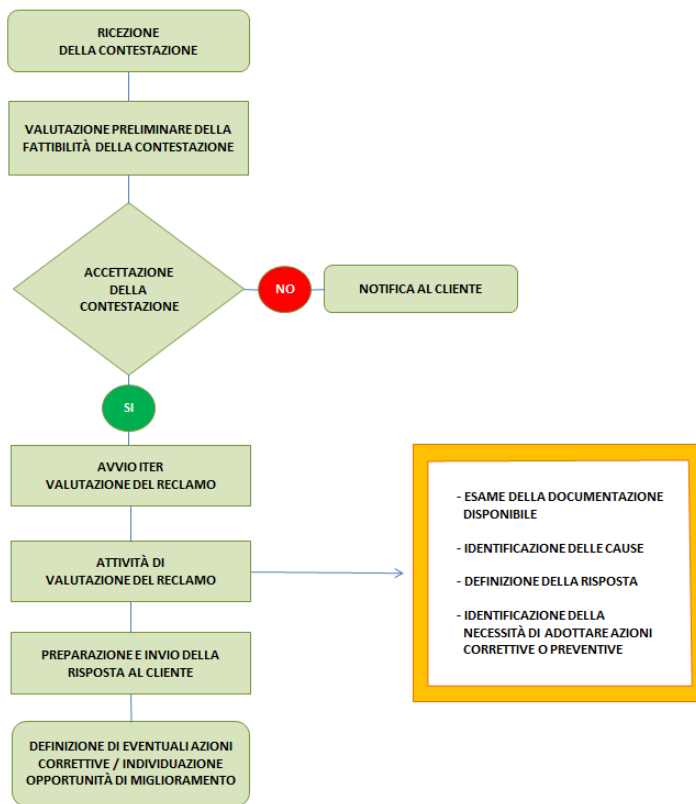 RICEZIONE
DELLA CONTESTAZIONE
VALUTAZIONE PRELIMINARE DELLA
FATTIBILITÀ DELLA CONTESTAZIONE
ACCETTAZIONE
DELLA
CONTESTAZIONE
NO
NOTIFICA AL CLIENTE
SI
AVVIO ITER
VALUTAZIONE DEL RECLAMO
ATTIVITÀ DI
VALUTAZIONE DEL RECLAMO
- ESAME DELLA DOCUMENTAZIONE
DISPONIBILE
- IDENTIFICAZIONE DELLE CAUSE
- DEFINIZIONE DELLA RISPOSTA
- IDENTIFICAZIONE DELLA
NECESSITÀ DI ADOTTARE AZIONI
CORRETTIVE O PREVENTIVE
PREPARAZIONE E INVIO DELLA
RISPOSTA AL CLIENTE
DEFINIZIONE DI EVENTUALI AZIONI
CORRETTIVE / INDIVIDUAZIONE
OPPORTUNITÀ DI MIGLIORAMENTO